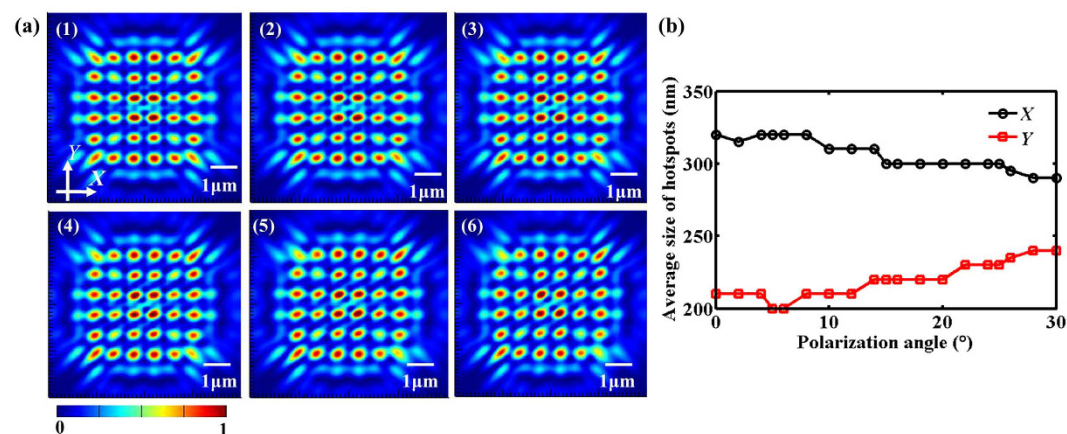 (a)
(1)
(2)
(3)
Y
X
1μm
1μm
1μm
(4)
(5)
(6)
1μm
1μm
1μm
0
1
(b)
Average size of hotspots (nm)
350
300
250
200
X
Y
0
10
20
30
Polarization angle (°)